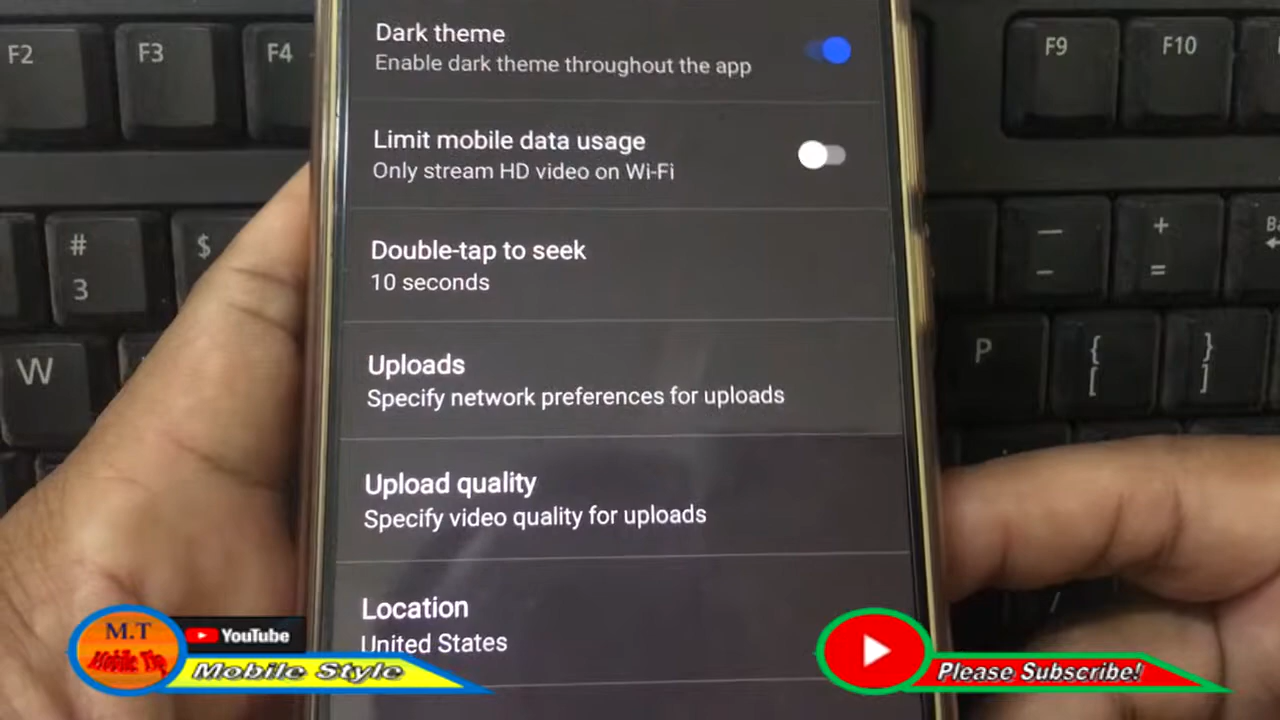 F2
F3
F4
F9
F10
Dark theme
Enable dark theme throughout the app
Limit mobile data usage
Only stream HD video on Wi-Fi
Double-tap to seek
10 seconds
Uploads
Specify network preferences for uploads
Upload quality
Specify video quality for uploads
Location
United States
#
3
$
W
—
-
+
=
P
{
[
}
]
M.T
Mobile Tip
YouTube
Mobile Style
Please Subscribe!